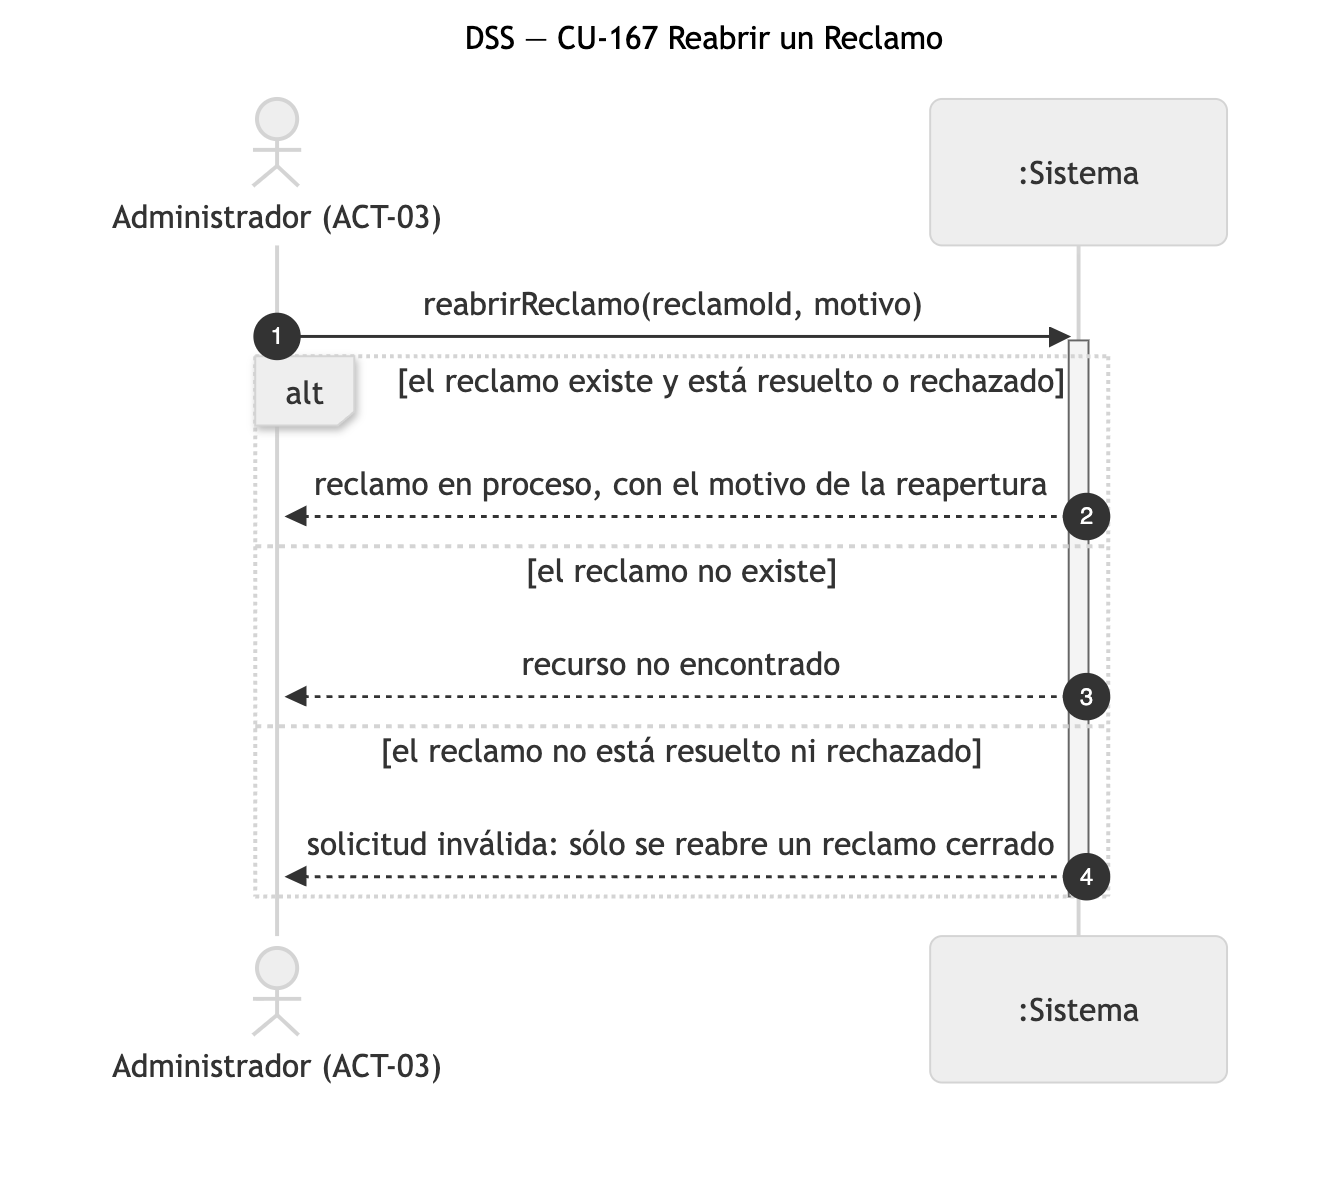 DSS — CU-167 Reabrir un Reclamo
Administrador (ACT-03)
:Sistema
reabrirReclamo(reclamoId, motivo)
1
alt
[el reclamo existe y está resuelto o rechazado]
reclamo en proceso, con el motivo de la reapertura
2
[el reclamo no existe]
recurso no encontrado
3
[el reclamo no está resuelto ni rechazado]
solicitud inválida: sólo se reabre un reclamo cerrado
4
Administrador (ACT-03)
:Sistema